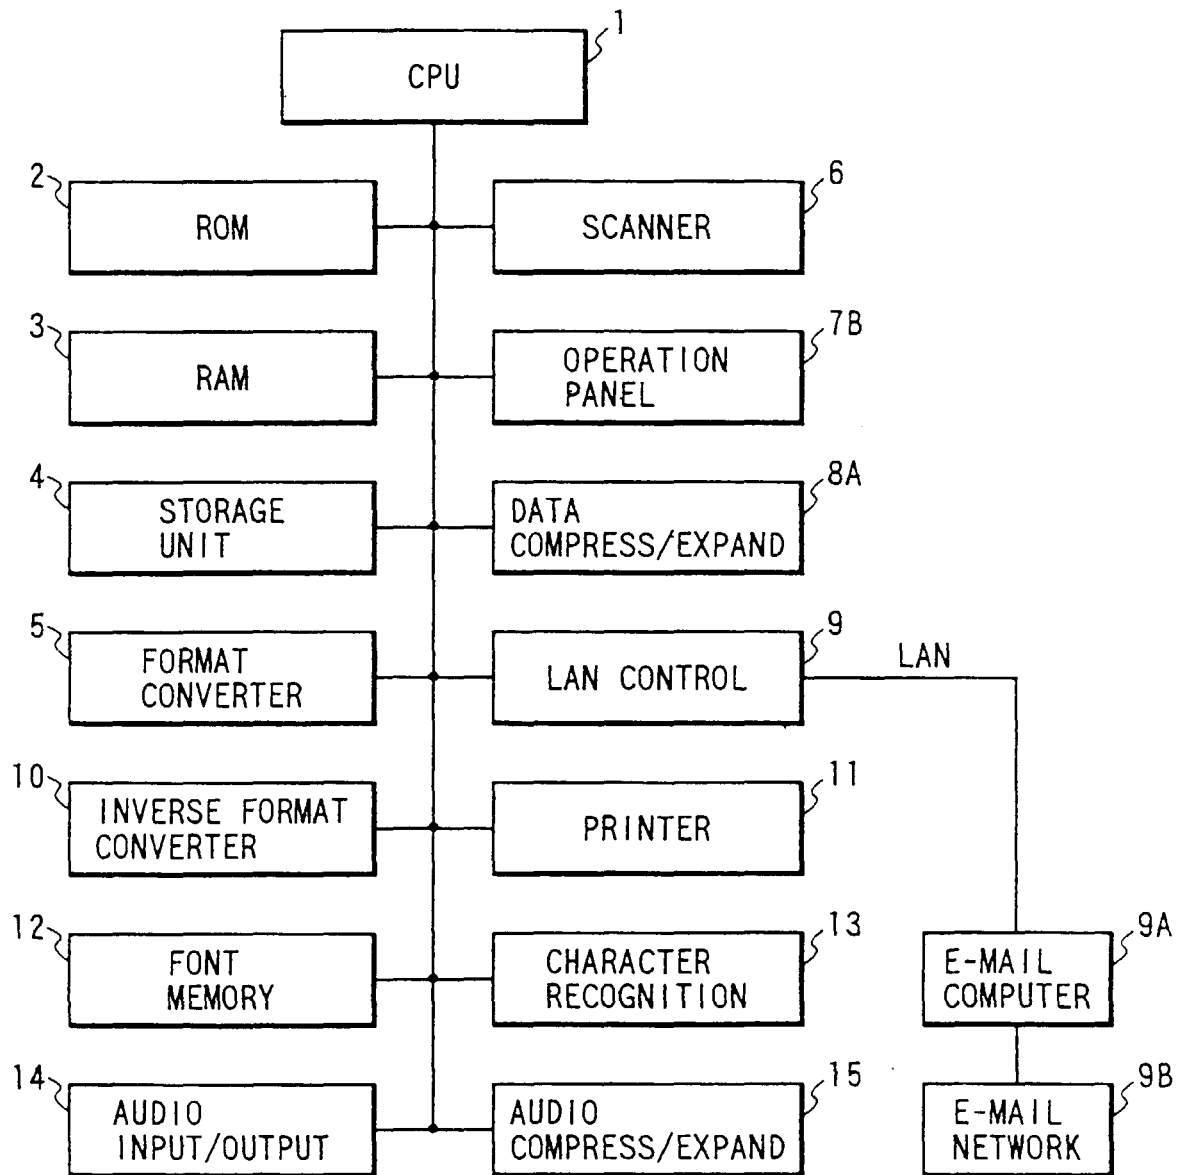 1
CPU
2
ROM
6
SCANNER
3
RAM
7B
OPERATION
PANEL
4
STORAGE
UNIT
8A
DATA
COMPRESS/EXPAND
5
FORMAT
CONVERTER
9
LAN CONTROL
LAN
10
INVERSE FORMAT
CONVERTER
11
PRINTER
12
FONT
MEMORY
13
CHARACTER
RECOGNITION
9A
E-MAIL
COMPUTER
14
AUDIO
INPUT/OUTPUT
15
AUDIO
COMPRESS/EXPAND
9B
E-MAIL
NETWORK